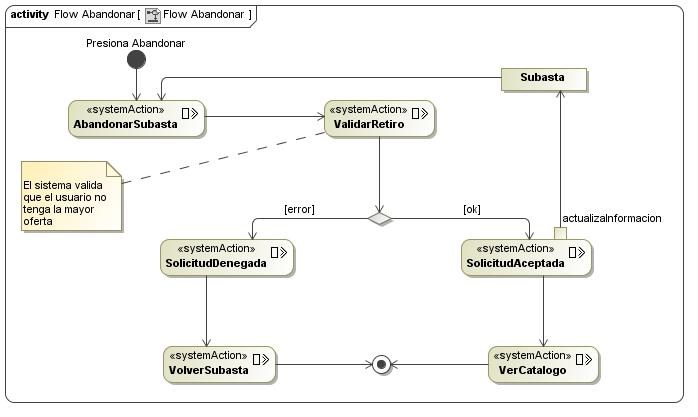 activity Flow Abandonar [ Flow Abandonar ]
Presiona Abandonar
Subasta
«systemAction»
AbandonarSubasta
«systemAction»
ValidarRetiro
El sistema valida
que el usuario no
tenga la mayor
oferta
[error]
[ok]
actualizaInformacion
«systemAction»
SolicitudDenegada
«systemAction»
SolicitudAceptada
«systemAction»
VolverSubasta
«systemAction»
VerCatalogo